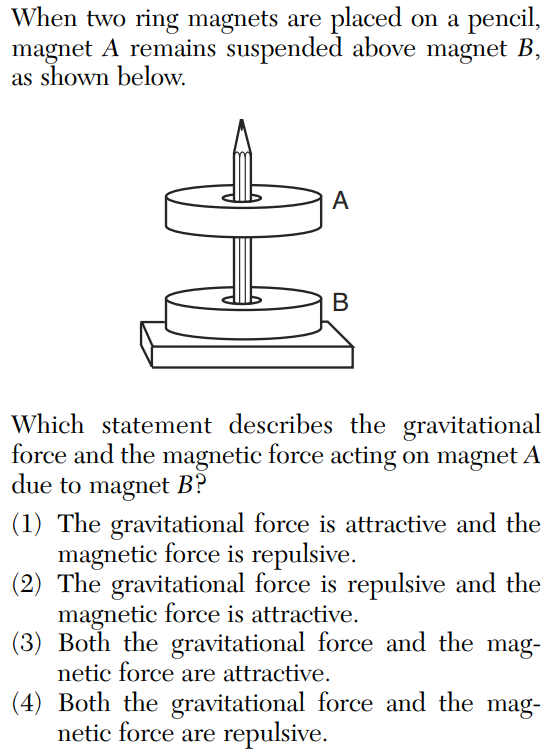 When two ring magnets are placed on a pencil,
magnet A remains suspended above magnet B,
as shown below.
A
B
Which statement describes the gravitational
force and the magnetic force acting on magnet A
due to magnet B?
(1) The gravitational force is attractive and the
magnetic force is repulsive.
(2) The gravitational force is repulsive and the
magnetic force is attractive.
(3) Both the gravitational force and the mag-
netic force are attractive.
(4) Both the gravitational force and the mag-
netic force are repulsive.